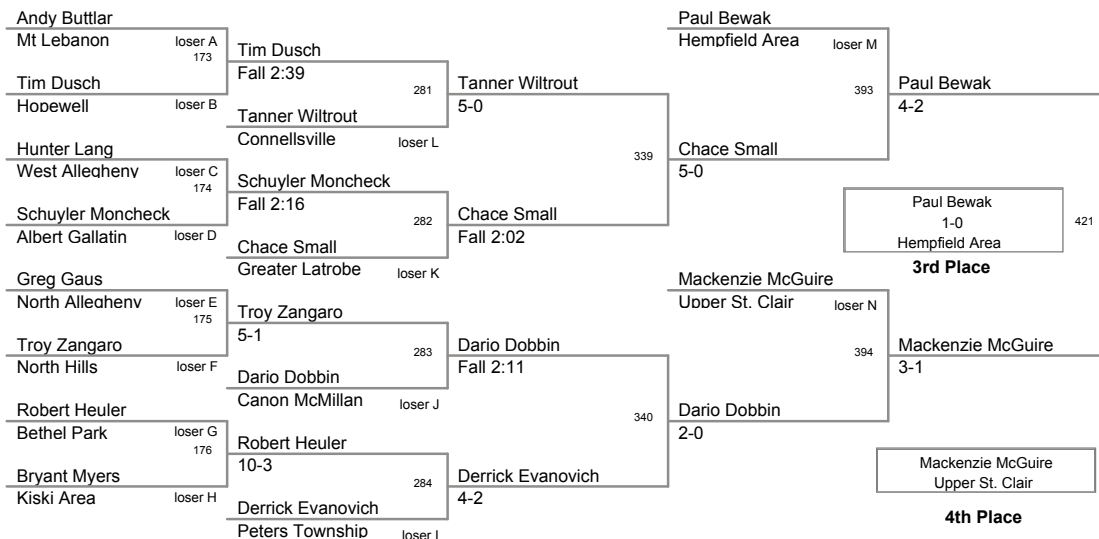 Andy Buttlar
Mt Lebanon
loser A
173
Tim Dusch
Hopewell
loser B
Hunter Lang
West Allegheny
loser C
174
Schuyler Moncheck
Albert Gallatin
loser D
Greg Gaus
North Allegheny
loser E
175
Troy Zangaro
North Hills
loser F
Robert Heuler
Bethel Park
loser G
176
Bryant Myers
Kiski Area
loser H
Tim Dusch
Fall 2:39
281
Tanner Wiltrout
Connellsville
loser L
Schuyler Moncheck
Fall 2:16
282
Chace Small
Greater Latrobe
loser K
Troy Zangaro
5-1
283
Dario Dobbin
Canon McMillan
loser J
Robert Heuler
10-3
284
Derrick Evanovich
Peters Township
loser I
Tanner Wiltrout
5-0
339
Chace Small
Fall 2:02
Dario Dobbin
Fall 2:11
340
Derrick Evanovich
4-2
Paul Bewak
Hempfield Area
loser M
393
Chace Small
5-0
Mackenzie McGuire
Upper St. Clair
loser N
394
Dario Dobbin
2-0
Paul Bewak
4-2
Paul Bewak
1-0
Hempfield Area
421
3rd Place
Mackenzie McGuire
3-1
Mackenzie McGuire
Upper St. Clair
4th Place